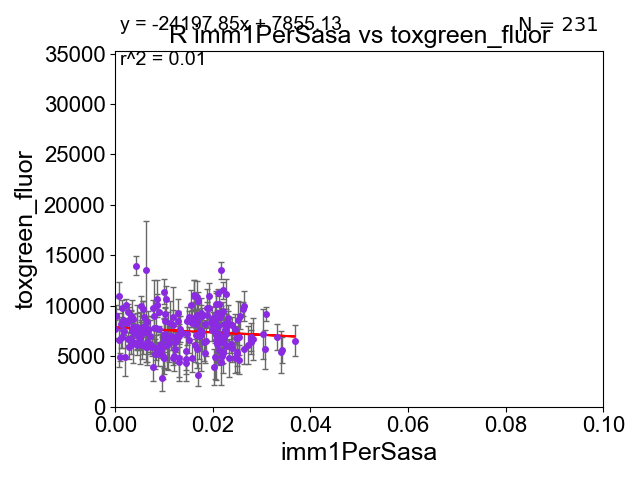 y = -24197.85x + 7855.13
N = 231
R imm1PerSasa vs toxgreen_fluor
r^2 = 0.01
35000
30000
25000
20000
15000
10000
5000
0
toxgreen_fluor
0.00 0.02 0.04 0.06 0.08 0.10
imm1PerSasa